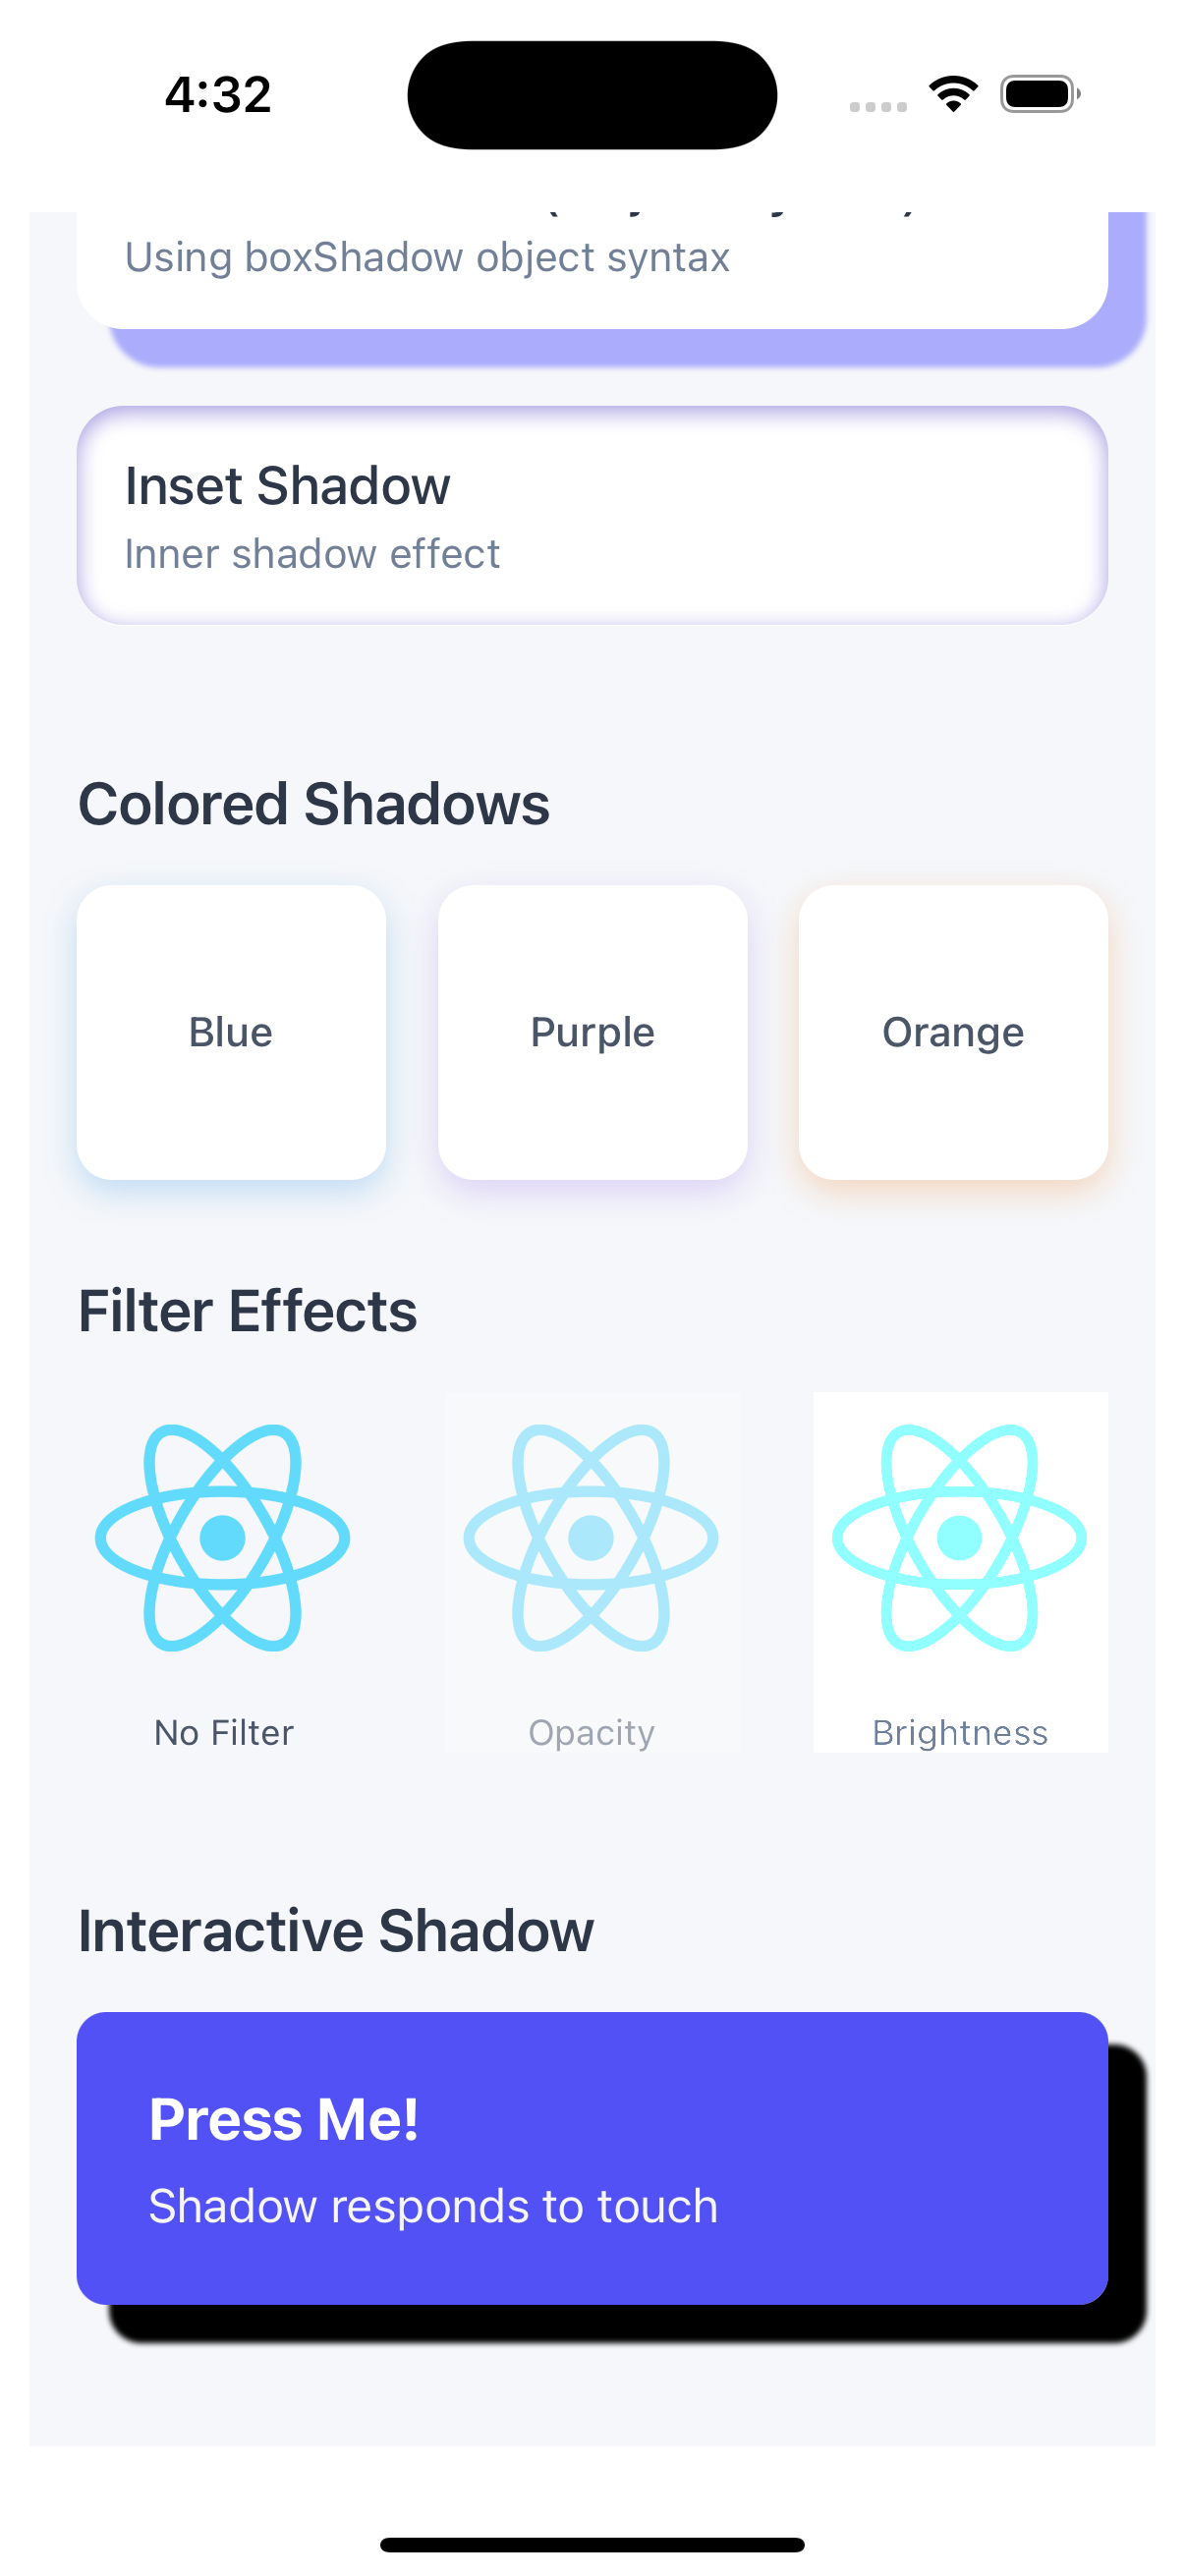 4:32
Using boxShadow object syntax
Inset Shadow
Inner shadow effect
Colored Shadows
Blue
Purple
Orange
Filter Effects
No Filter
Opacity
Brightness
Interactive Shadow
Press Me!
Shadow responds to touch